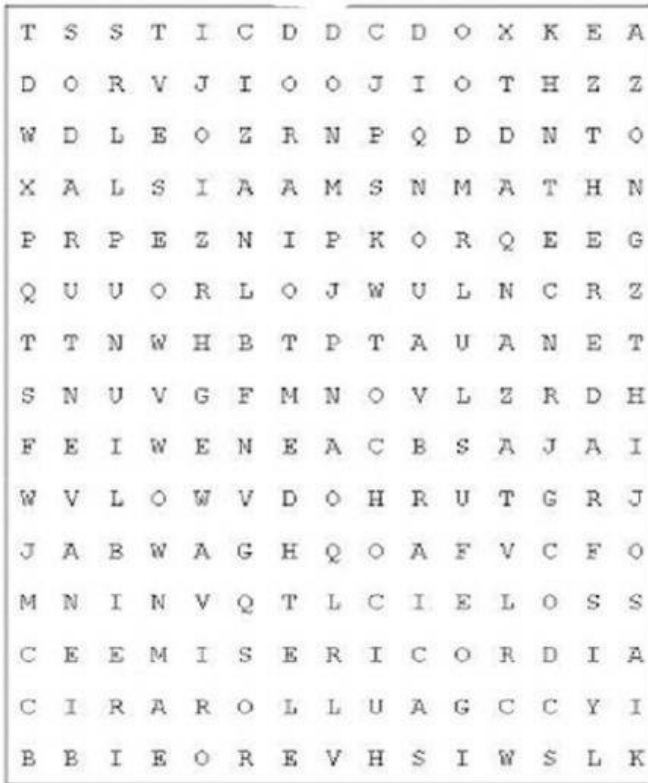 T S S T I C D D C D O X K E A
D O R V J I O O J I O T H Z Z
W D L E O Z R N P Q D D N T O
X A L S I A A M S N M A T H N
P R P E Z N I P K O R Q E E G
Q U U O R L O J W U L N C R Z
T T N W H B T P T A U A N E T
S N U V G F M N O V L Z R D H
F E I W E N E A C B S A J A I
W V L O W V D O H R U T G R J
J A B W A G H Q O A F V C F O
M N I N V Q T L C I E L O S S
C E E M I S E R I C O R D I A
C I R A R O L L U A G C C Y I
B B I E O R E V H S I W S L K